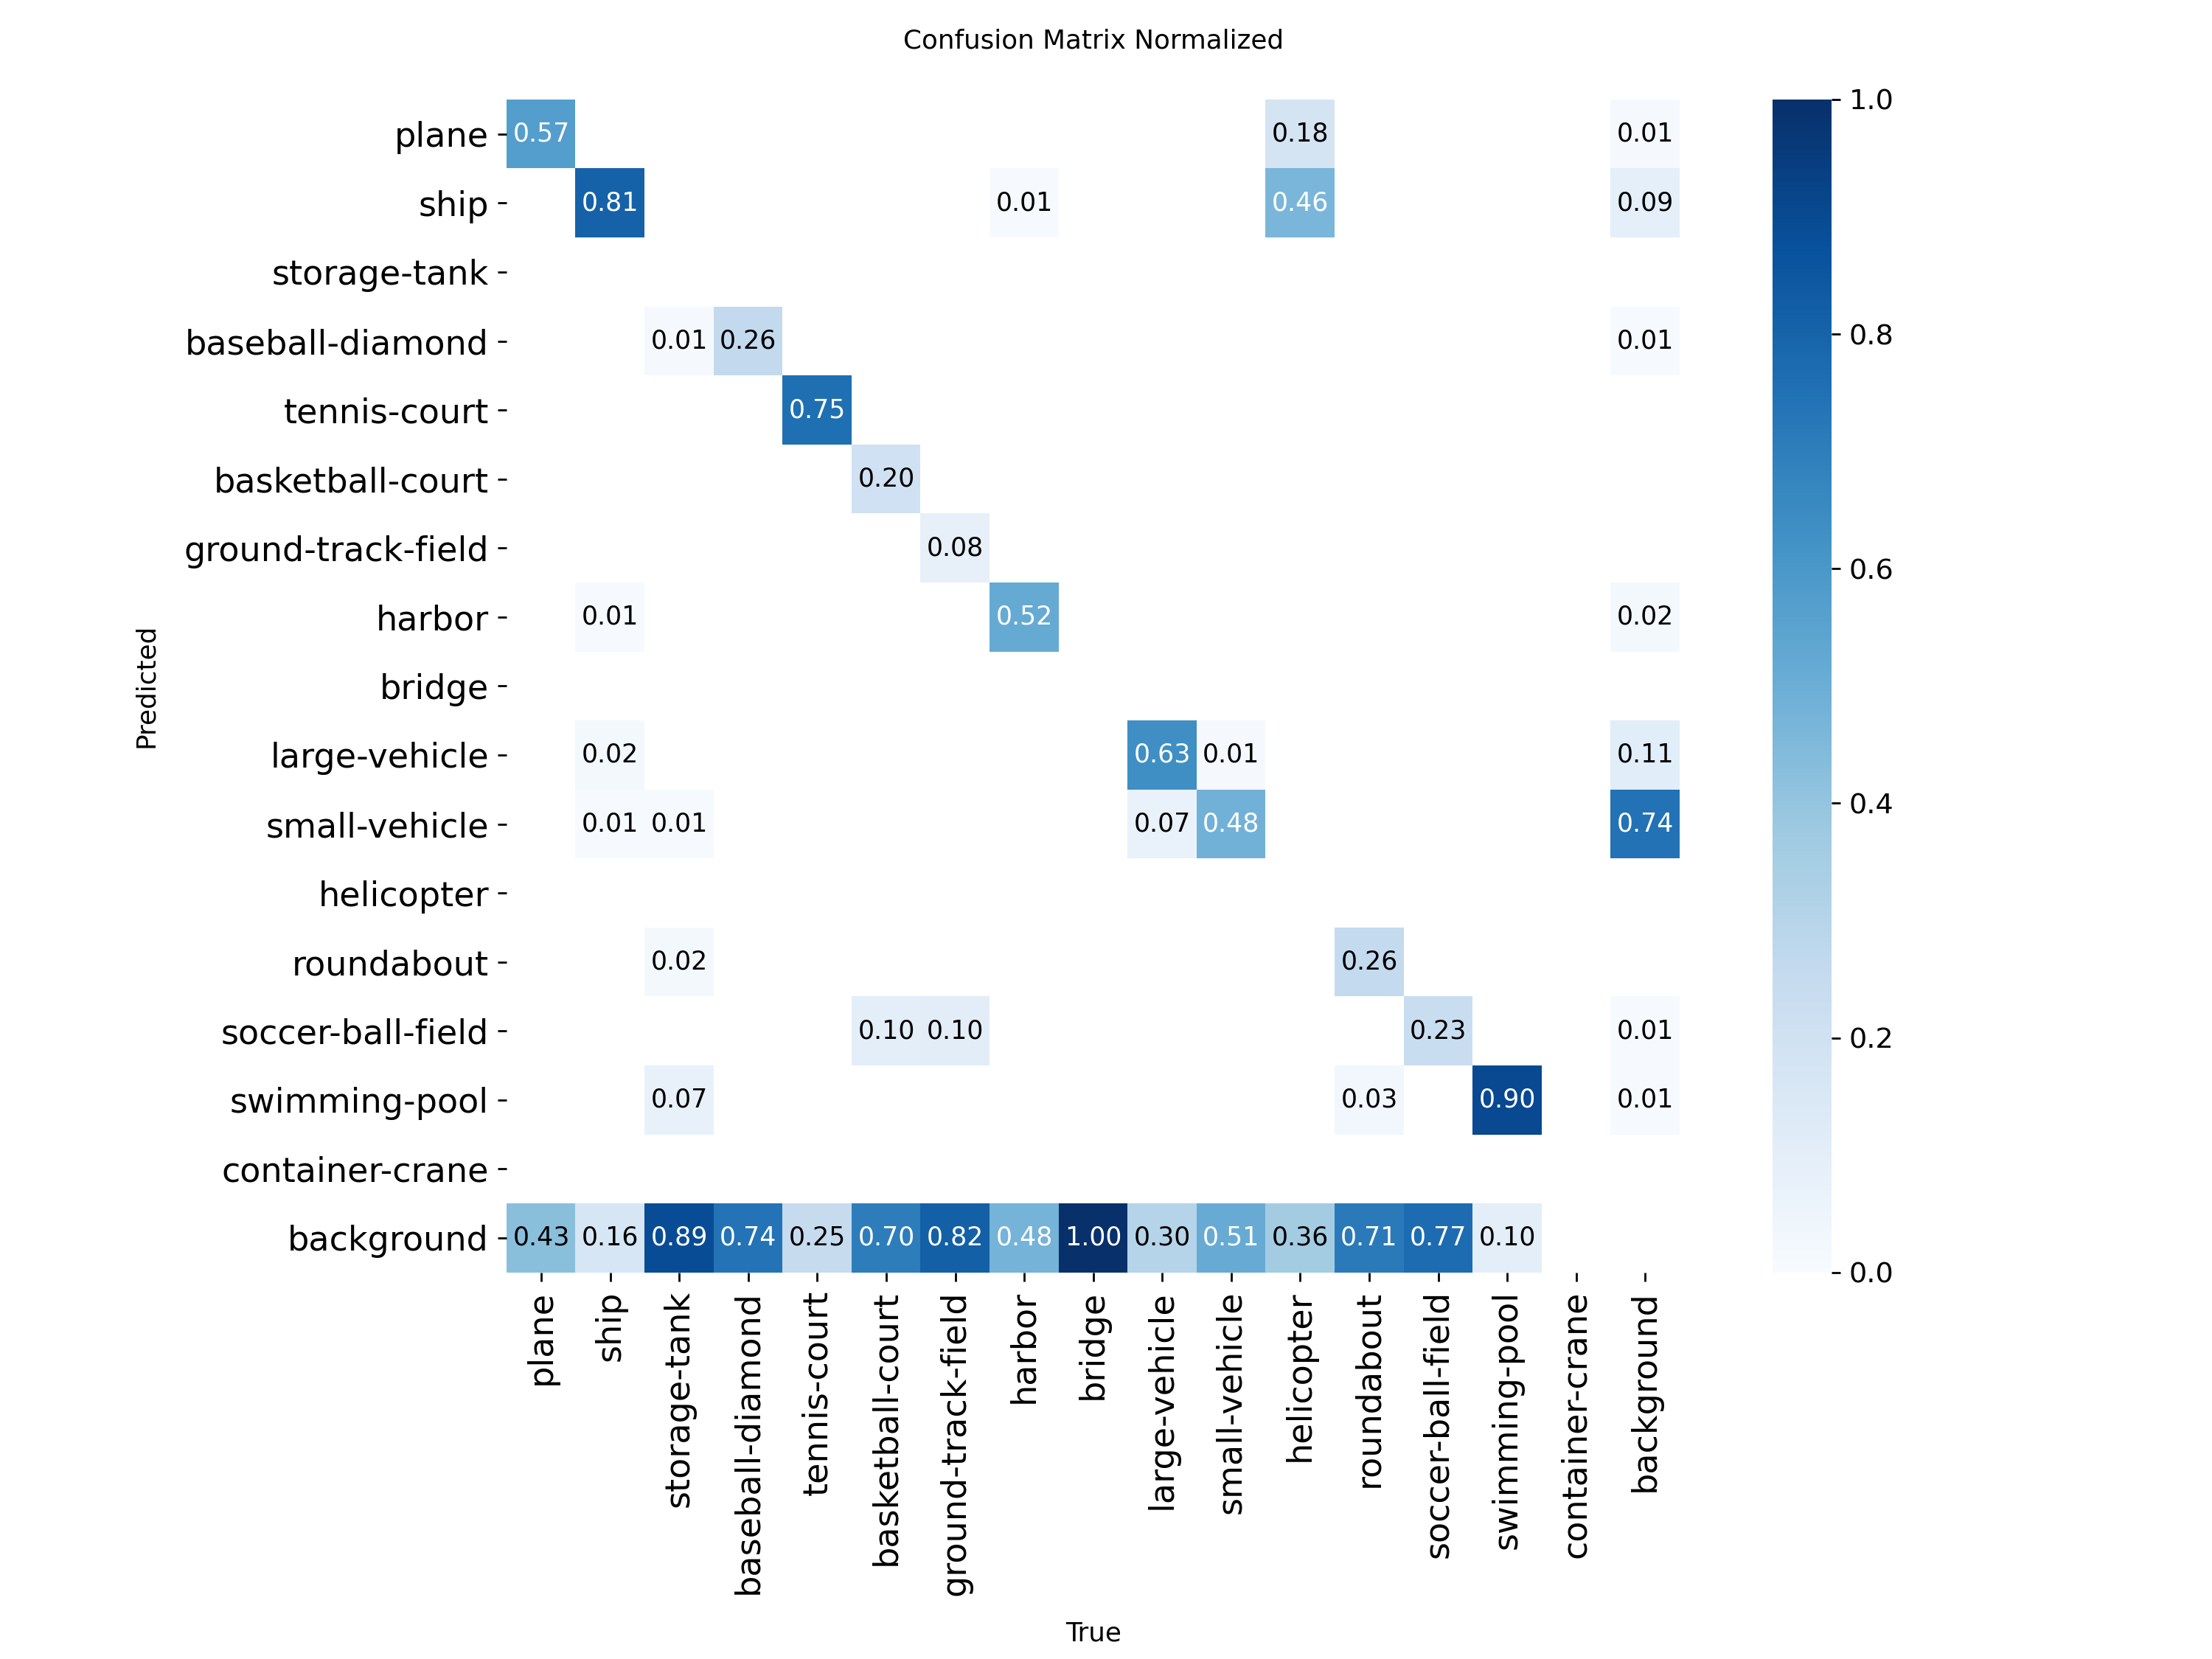 Confusion Matrix Normalized
plane 0.57 0.18 0.01
ship 0.81 0.01 0.46 0.09
storage-tank
baseball-diamond 0.01 0.26 0.01
tennis-court 0.75
basketball-court 0.20
ground-track-field 0.08
harbor 0.01 0.52 0.02
bridge
large-vehicle 0.02 0.63 0.01 0.11
small-vehicle 0.01 0.01 0.07 0.48 0.74
helicopter
roundabout 0.02 0.26
soccer-ball-field 0.10 0.10 0.23 0.01
swimming-pool 0.07 0.03 0.90 0.01
container-crane
background 0.43 0.16 0.89 0.74 0.25 0.70 0.82 0.48 1.00 0.30 0.51 0.36 0.71 0.77 0.10
Predicted
plane
ship
storage-tank
baseball-diamond
tennis-court
basketball-court
ground-track-field
harbor
bridge
large-vehicle
small-vehicle
helicopter
roundabout
soccer-ball-field
swimming-pool
container-crane
background
True
1.0
0.8
0.6
0.4
0.2
0.0